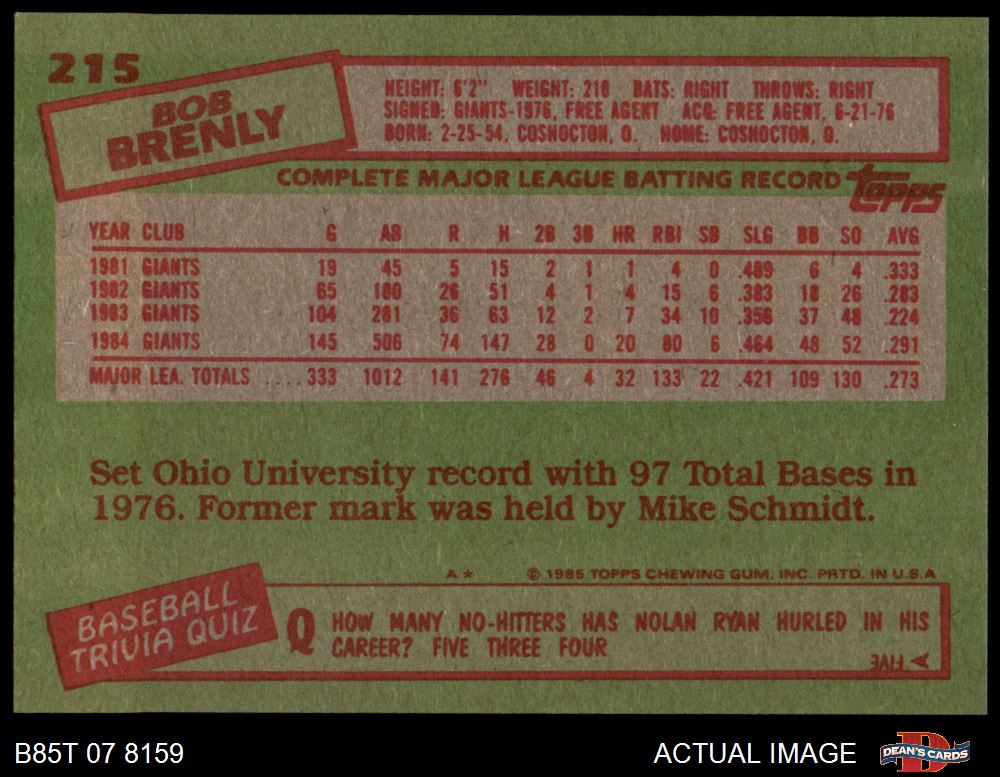 215
BOB
BRENLY
HEIGHT: 6'2" WEIGHT: 210 BATS: RIGHT THROWS: RIGHT
SIGNED: GIANTS-1976, FREE AGENT ACQ: FREE AGENT, 6-21-76
BORN: 2-25-54, COSHOCTON, O. HOME: COSHOCTON, O.
COMPLETE MAJOR LEAGUE BATTING RECORD
Topps
YEAR CLUB G AB R H 2B 3B HR RBI SB SLG BB SO AVG
1981 GIANTS 19 45 5 15 2 1 1 4 0 .489 6 4 .333
1982 GIANTS 65 180 26 51 4 1 4 15 6 .383 18 26 .283
1983 GIANTS 104 281 36 63 12 2 7 34 10 .356 37 48 .224
1984 GIANTS 145 506 74 147 28 0 20 80 6 .464 48 52 .291
MAJOR LEA. TOTALS ....333 1012 141 276 46 4 32 133 22 .421 109 130 .273
Set Ohio University record with 97 Total Bases in
1976. Former mark was held by Mike Schmidt.
A* © 1985 TOPPS CHEWING GUM, INC. PRTD. IN U.S.A
BASEBALL
TRIVIA QUIZ
Q HOW MANY NO-HITTERS HAS NOLAN RYAN HURLED IN HIS
CAREER? FIVE THREE FOUR
A FIVE
B85T 07 8159
ACTUAL IMAGE
DEAN'S CARDS